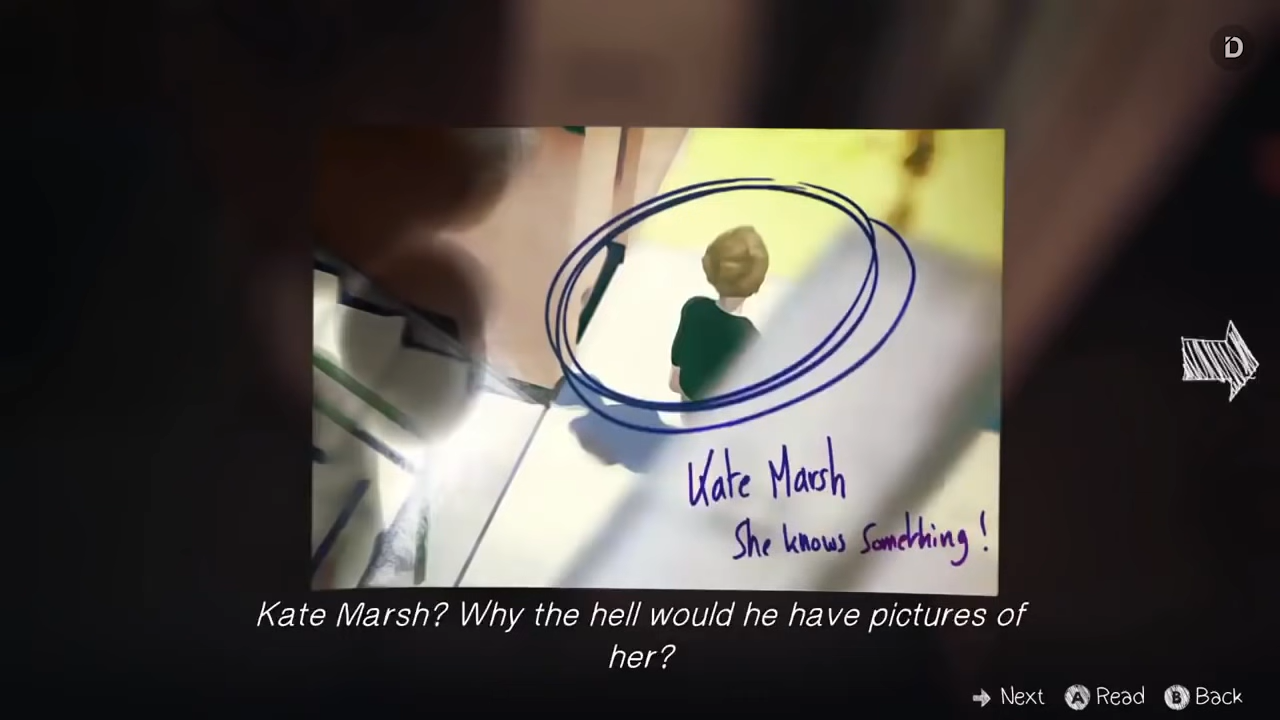 D
Kate Marsh
She knows something!
Kate Marsh? Why the hell would he have pictures of
her?
Next A Read B Back